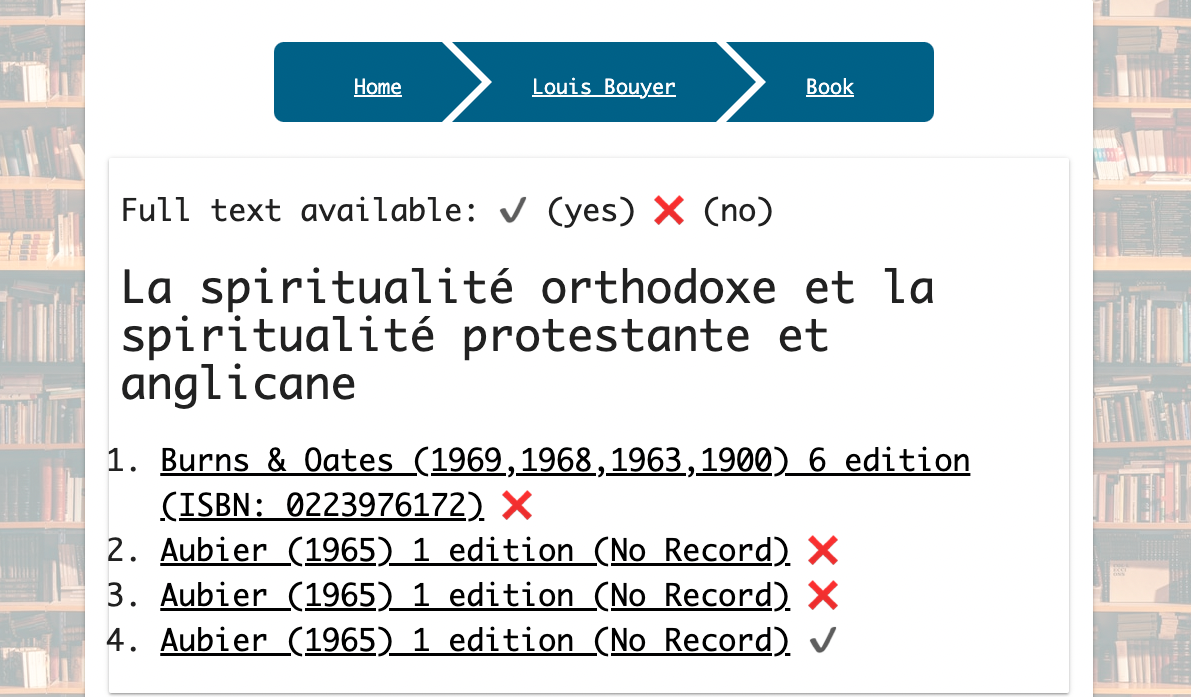 Home Louis Bouyer Book
Full text available: ✔ (yes) ❌ (no)
La spiritualité orthodoxe et la
spiritualité protestante et
anglicane
1. Burns & Oates (1969,1968,1963,1900) 6 edition
(ISBN: 0223976172) ❌
2. Aubier (1965) 1 edition (No Record) ❌
3. Aubier (1965) 1 edition (No Record) ❌
4. Aubier (1965) 1 edition (No Record) ✔